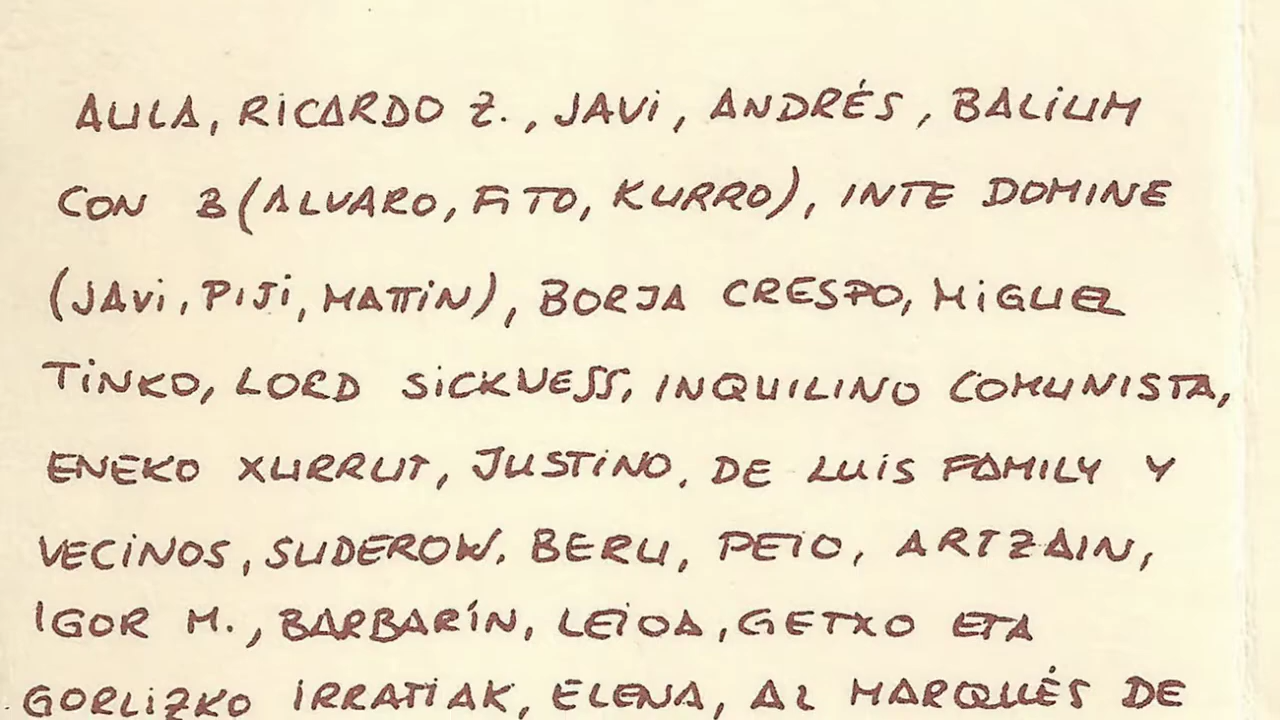 AULA, RICARDO Z., JAVI, ANDRÉS, BALIUM
CON B (ALVARO, FITO, KURRO), INTE DOMINE
(JAVI, PIJI, MATTIN), BORJA CRESPO, MIGUEL
TINKO, LORD SICKNESS, INQUILINO COMUNISTA,
ENEKO XURRUT, JUSTINO, DE LUIS FAMILY Y
VECINOS, SUDEROW, BERU, PEIO, ARTZAIN,
IGOR M., BARBARÍN, LEIOA, GETXO ETA
GORLIZKO IRRATIAK, ELENA, AL MARQUÉS DE